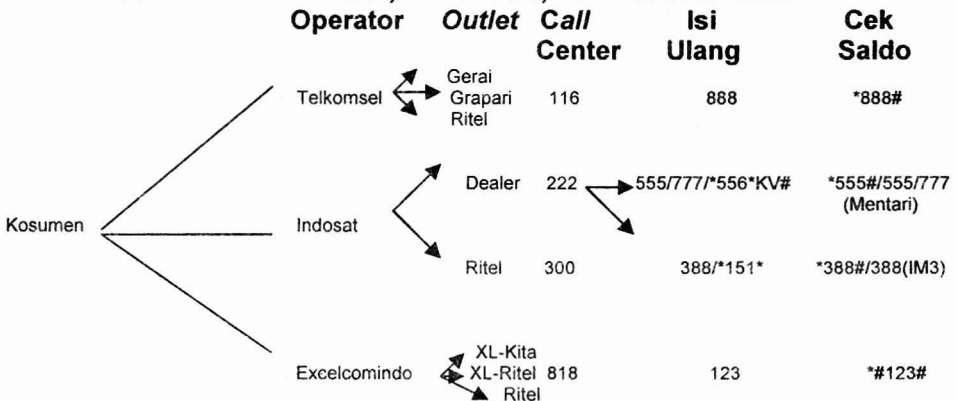 Operator Outlet Call Center Isi Ulang Cek Saldo
Gerai
Telkomsel Grapari 116 888 *888#
Ritel
Dealer 222 555/777/*556*KV# *555#/555/777
(Mentari)
Kosumen Indosat
Ritel 300 388/*151* *388#/388(IM3)
XL-Kita
Excelcomindo XL-Ritel 818 123 *#123#
Ritel